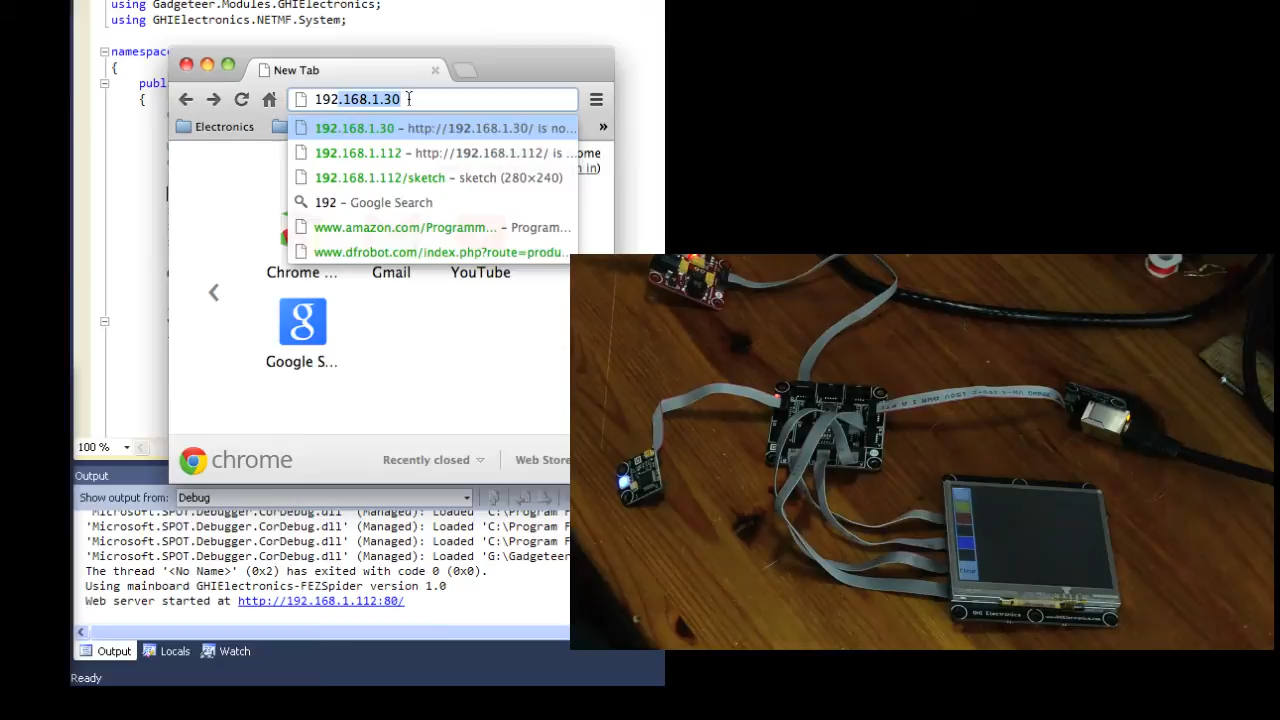 using Gadgeteer.Modules.GHIElectronics;
using GHIElectronics.NETMF.System;
namespace
{
publ
{
New Tab
192.168.1.30
Electronics
»
192.168.1.30 – http://192.168.1.30/ is no...
192.168.1.112 – http://192.168.1.112/ is ...
192.168.1.112/sketch – sketch (280×240)
192 – Google Search
www.amazon.com/Programm... – Program...
www.dfrobot.com/index.php?route=produ...
ome
in)
Chrome ...
Gmail
YouTube
g
Google S...
chrome
Recently closed
Web Store
100 %
Output
Show output from:
Debug
'Microsoft.SPOT.Debugger.CorDebug.dll' (Managed): Loaded 'C:\Program F
'Microsoft.SPOT.Debugger.CorDebug.dll' (Managed): Loaded 'C:\Program F
'Microsoft.SPOT.Debugger.CorDebug.dll' (Managed): Loaded 'C:\Program F
'Microsoft.SPOT.Debugger.CorDebug.dll' (Managed): Loaded 'G:\Gadgeteer
The thread '<No Name>' (0x2) has exited with code 0 (0x0).
Using mainboard GHIElectronics-FEZSpider version 1.0
Web server started at http://192.168.1.112:80/
Output
Locals
Watch
Ready
GHI Electronics